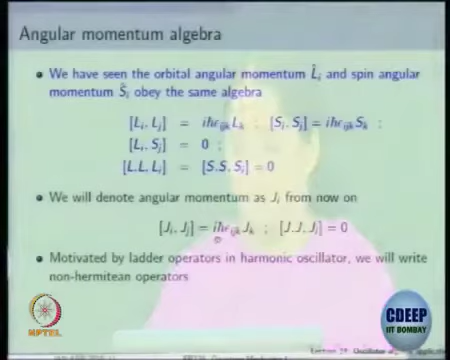 Angular momentum algebra
We have seen the orbital angular momentum L̂ᵢ and spin angular
momentum Ŝᵢ obey the same algebra
[Lᵢ, Lⱼ] = iħϵᵢⱼₖLₖ ; [Sᵢ, Sⱼ] = iħϵᵢⱼₖSₖ ;
[Lᵢ, Sⱼ] = 0 ;
[L.L, Lᵢ] = [S.S, Sᵢ] = 0
We will denote angular momentum as Jᵢ from now on
[Jᵢ, Jⱼ] = iħϵᵢⱼₖJₖ ; [J.J, Jᵢ] = 0
Motivated by ladder operators in harmonic oscillator, we will write
non-hermitean operators
NPTEL
CDEEP
IIT BOMBAY